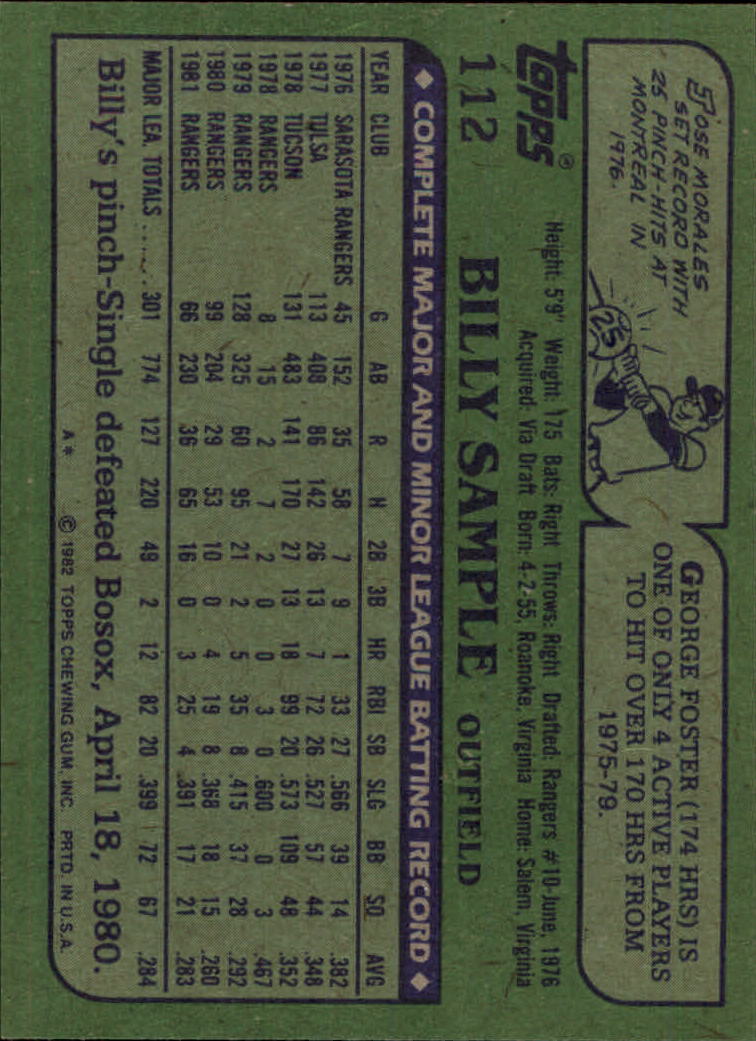 JOSE MORALES
SET RECORD WITH
25 PINCH-HITS AT
MONTREAL IN
1976.
25
GEORGE FOSTER (174 HRS) IS
ONE OF ONLY 4 ACTIVE PLAYERS
TO HIT OVER 170 HRS FROM
1975-79.
topps®
Height: 5'9" Weight: 175 Bats: Right Throws: Right Drafted: Rangers #10-June, 1976
Acquired: Via Draft Born: 4-2-55, Roanoke, Virginia Home: Salem, Virginia
112 BILLY SAMPLE OUTFIELD
◆ COMPLETE MAJOR AND MINOR LEAGUE BATTING RECORD ◆
YEAR CLUB G AB R H 2B 3B HR RBI SB SLG BB SO AVG
1976 SARASOTA RANGERS 45 152 35 58 7 9 1 33 27 .566 39 14 .382
1977 TULSA 113 408 86 142 26 13 7 72 26 .527 57 44 .348
1978 TUCSON 131 483 141 170 27 13 18 99 20 .573 109 48 .352
1978 RANGERS 8 15 2 7 2 0 0 3 0 .600 0 3 .467
1979 RANGERS 128 325 60 95 21 2 5 35 8 .415 37 28 .292
1980 RANGERS 99 204 29 53 10 0 4 19 8 .368 18 15 .260
1981 RANGERS 66 230 36 65 16 0 3 25 4 .391 17 21 .283
MAJOR LEA. TOTALS ..... 301 774 127 220 49 2 12 82 20 .399 72 67 .284
Billy's pinch-Single defeated Bosox, April 18, 1980.
A* © 1982 TOPPS CHEWING GUM, INC. PRTD. IN U.S.A.